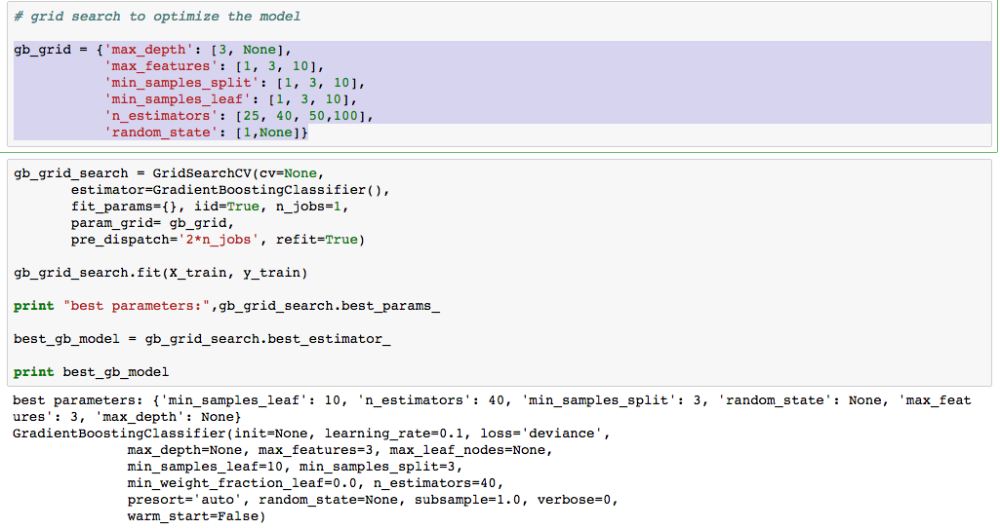 # grid search to optimize the model
gb_grid = {'max_depth': [3, None],
'max_features': [1, 3, 10],
'min_samples_split': [1, 3, 10],
'min_samples_leaf': [1, 3, 10],
'n_estimators': [25, 40, 50,100],
'random_state': [1,None]}
gb_grid_search = GridSearchCV(cv=None,
estimator=GradientBoostingClassifier(),
fit_params={}, iid=True, n_jobs=1,
param_grid= gb_grid,
pre_dispatch='2*n_jobs', refit=True)
gb_grid_search.fit(X_train, y_train)
print "best parameters:",gb_grid_search.best_params_
best_gb_model = gb_grid_search.best_estimator_
print best_gb_model
best parameters: {'min_samples_leaf': 10, 'n_estimators': 40, 'min_samples_split': 3, 'random_state': None, 'max_feat
ures': 3, 'max_depth': None}
GradientBoostingClassifier(init=None, learning_rate=0.1, loss='deviance',
max_depth=None, max_features=3, max_leaf_nodes=None,
min_samples_leaf=10, min_samples_split=3,
min_weight_fraction_leaf=0.0, n_estimators=40,
presort='auto', random_state=None, subsample=1.0, verbose=0,
warm_start=False)